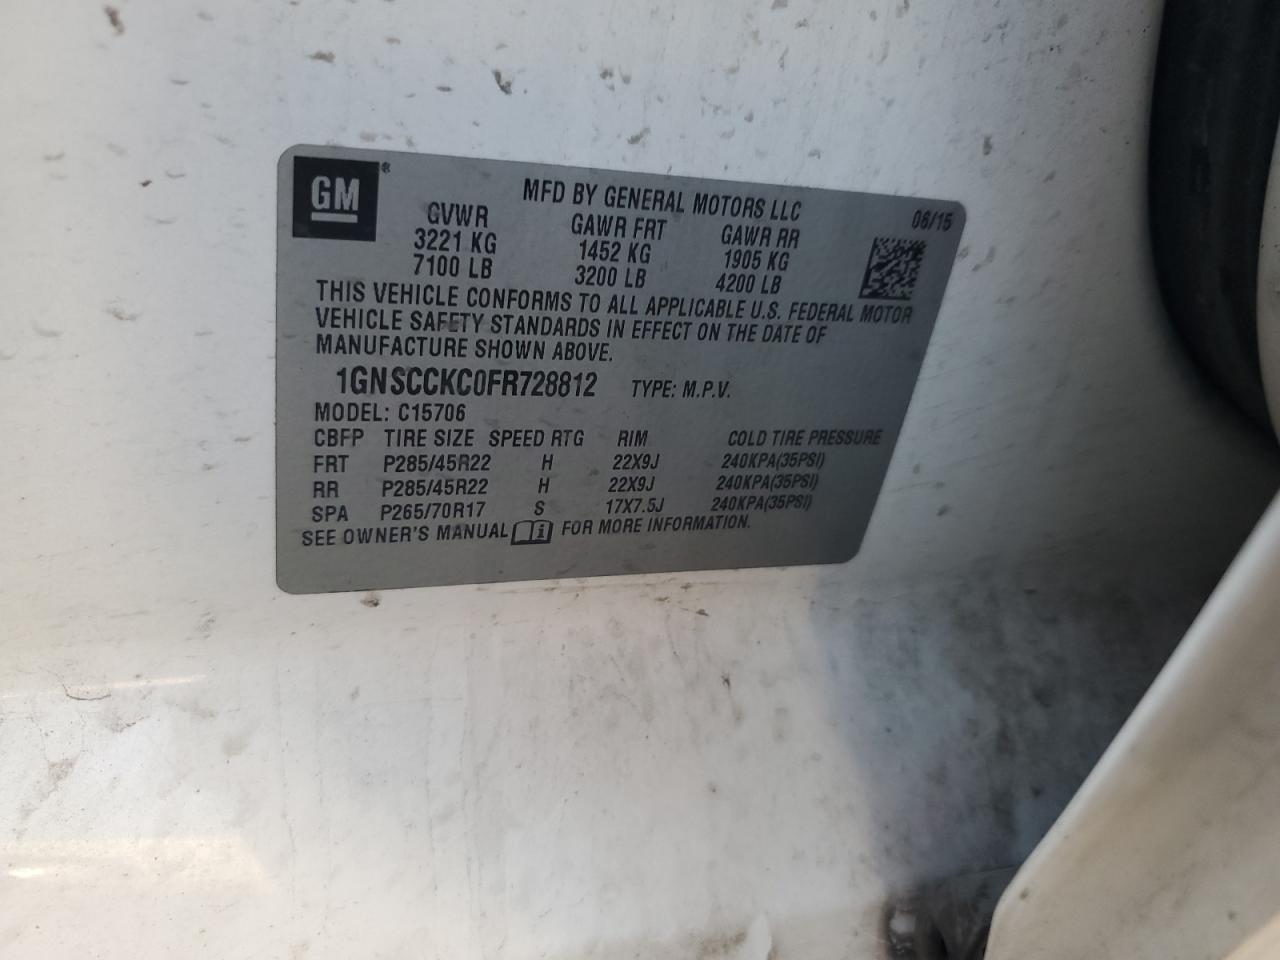 GM ®
MFD BY GENERAL MOTORS LLC 06/15
GVWR GAWR FRT GAWR RR
3221 KG 1452 KG 1905 KG
7100 LB 3200 LB 4200 LB
THIS VEHICLE CONFORMS TO ALL APPLICABLE U.S. FEDERAL MOTOR
VEHICLE SAFETY STANDARDS IN EFFECT ON THE DATE OF
MANUFACTURE SHOWN ABOVE.
1GNSCCKC0FR728812 TYPE: M.P.V.
MODEL: C15706
CBFP TIRE SIZE SPEED RTG RIM COLD TIRE PRESSURE
FRT P285/45R22 H 22X9J 240KPA(35PSI)
RR P285/45R22 H 22X9J 240KPA(35PSI)
SPA P265/70R17 S 17X7.5J 240KPA(35PSI)
SEE OWNER'S MANUAL i FOR MORE INFORMATION.